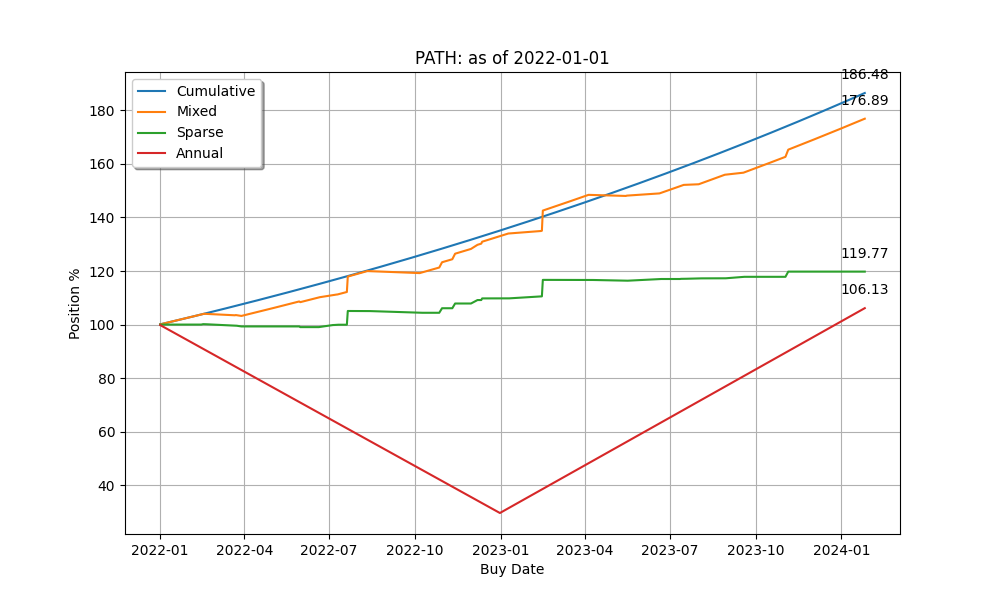 PATH: as of 2022-01-01
186.48
Cumulative
Mixed
Sparse
Annual
176.89
119.77
106.13
180
160
140
120
100
80
60
40
Position %
2022-01 2022-04 2022-07 2022-10 2023-01 2023-04 2023-07 2023-10 2024-01
Buy Date